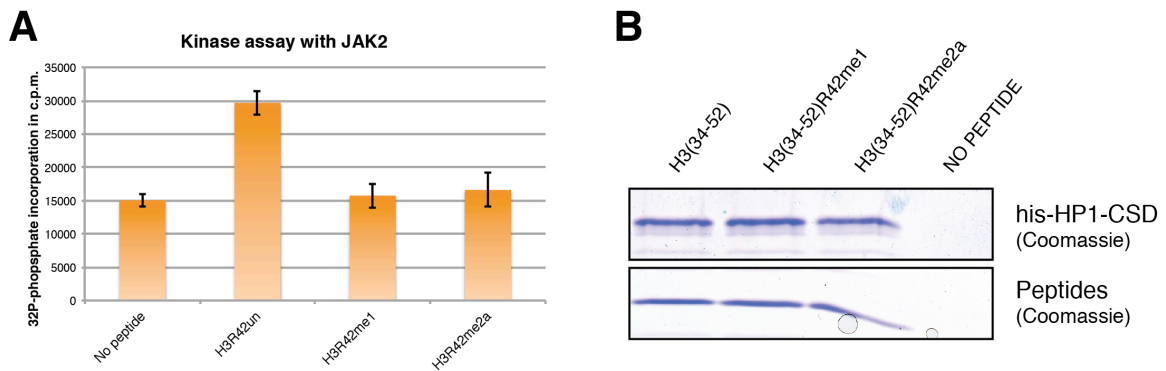 A
Kinase assay with JAK2
32P-phopsphate incorporation in c.p.m.
35000
30000
25000
20000
15000
10000
5000
0
No peptide
H3R42un
H3R42me1
H3R42me2a
B
H3(34-52)
H3(34-52)R42me1
H3(34-52)R42me2a
NO PEPTIDE
his-HP1-CSD
(Coomassie)
Peptides
(Coomassie)